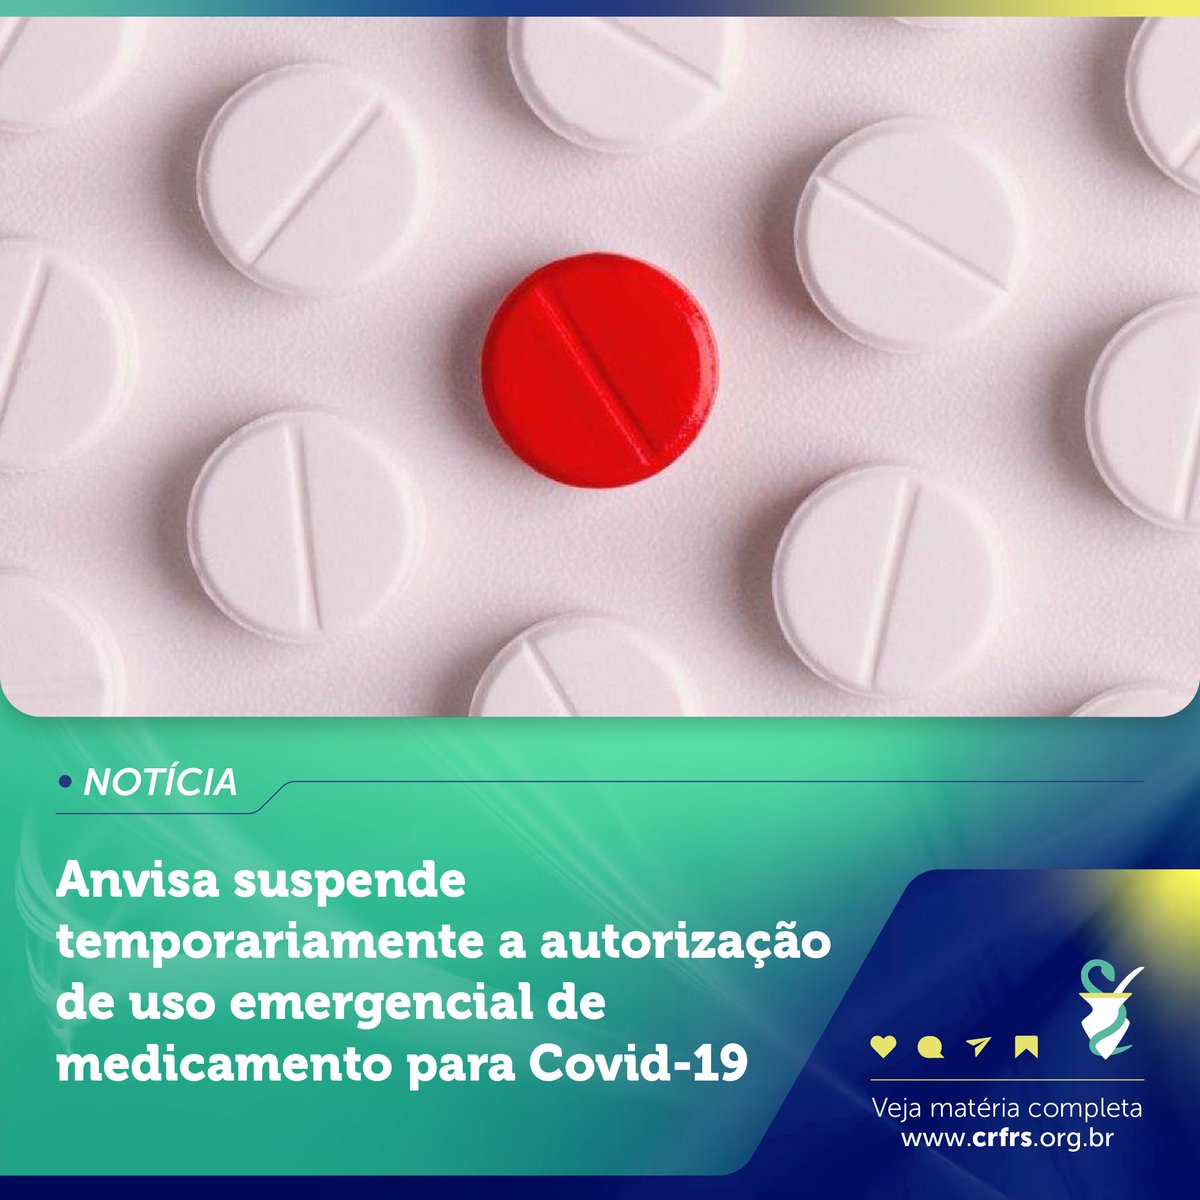 NOTÍCIA
Anvisa suspende
temporariamente a autorização
de uso emergencial de
medicamento para Covid-19
Veja matéria completa
www.crfrs.org.br